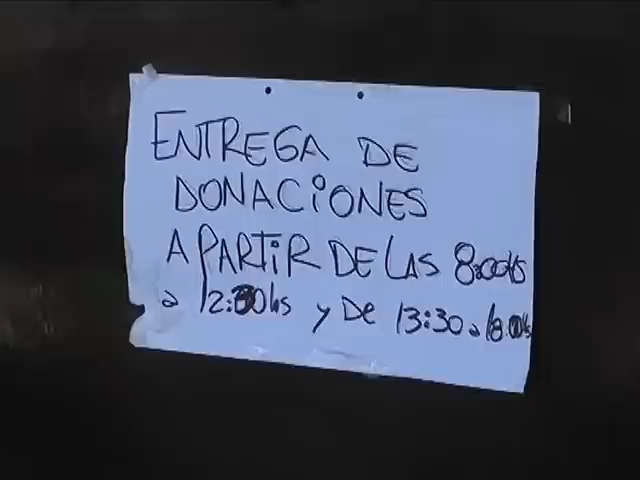 ENTREGA DE
DONACIONES
A PARTIR DE LAS 8:00hs
a 12:30hs y De 13:30 a 18:00hs